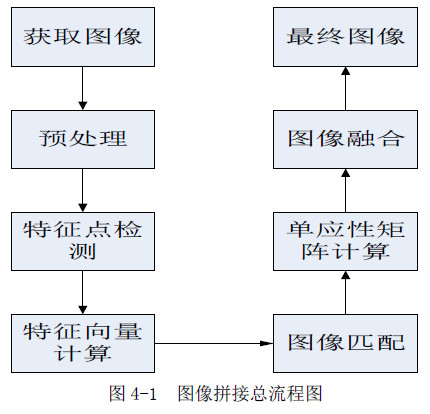 获取图像
预处理
特征点检
测
特征向量
计算
图像匹配
单应性矩
阵计算
图像融合
最终图像
图 4-1 图像拼接总流程图